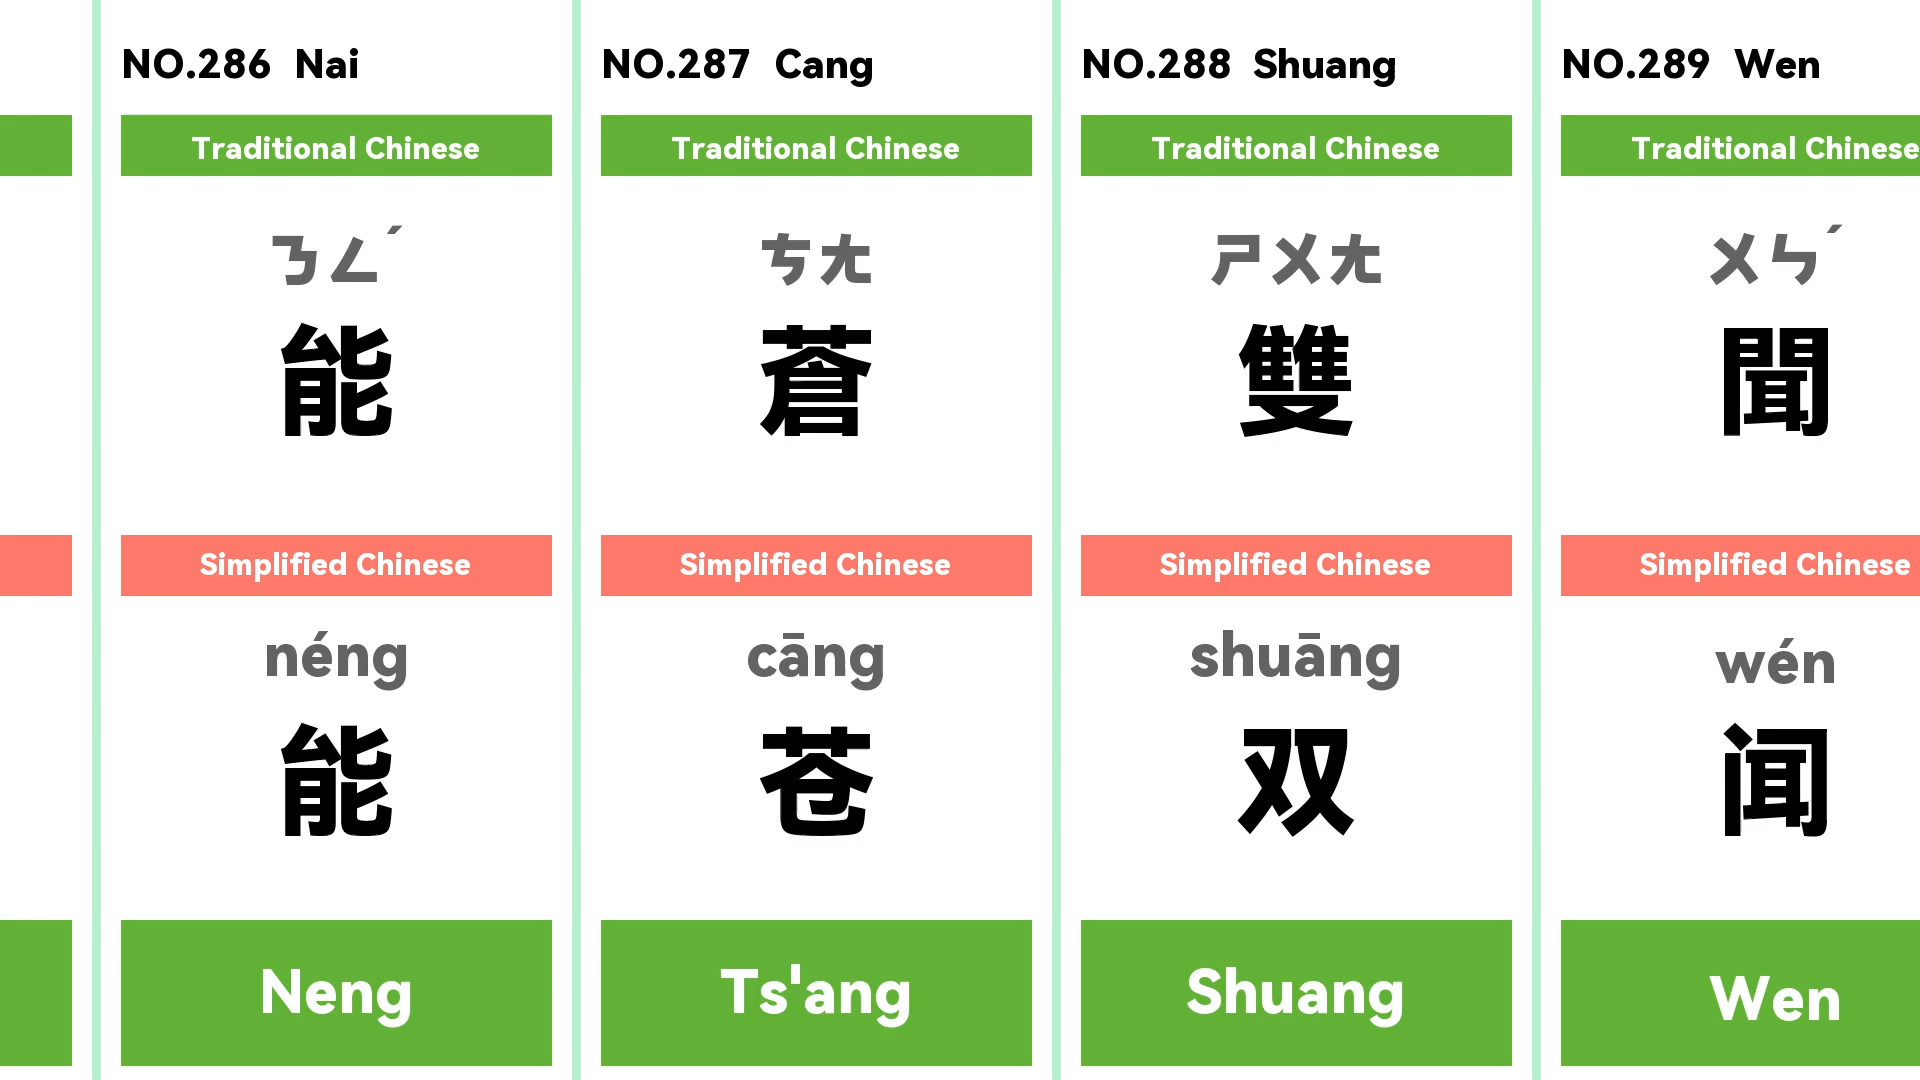 NO.286 Nai
Traditional Chinese
ㄋㄥˊ
能
Simplified Chinese
néng
能
Neng
NO.287 Cang
Traditional Chinese
ㄘㄤ
蒼
Simplified Chinese
cāng
苍
Ts'ang
NO.288 Shuang
Traditional Chinese
ㄕㄨㄤ
雙
Simplified Chinese
shuāng
双
Shuang
NO.289 Wen
Traditional Chinese
ㄨㄣˊ
聞
Simplified Chinese
wén
闻
Wen